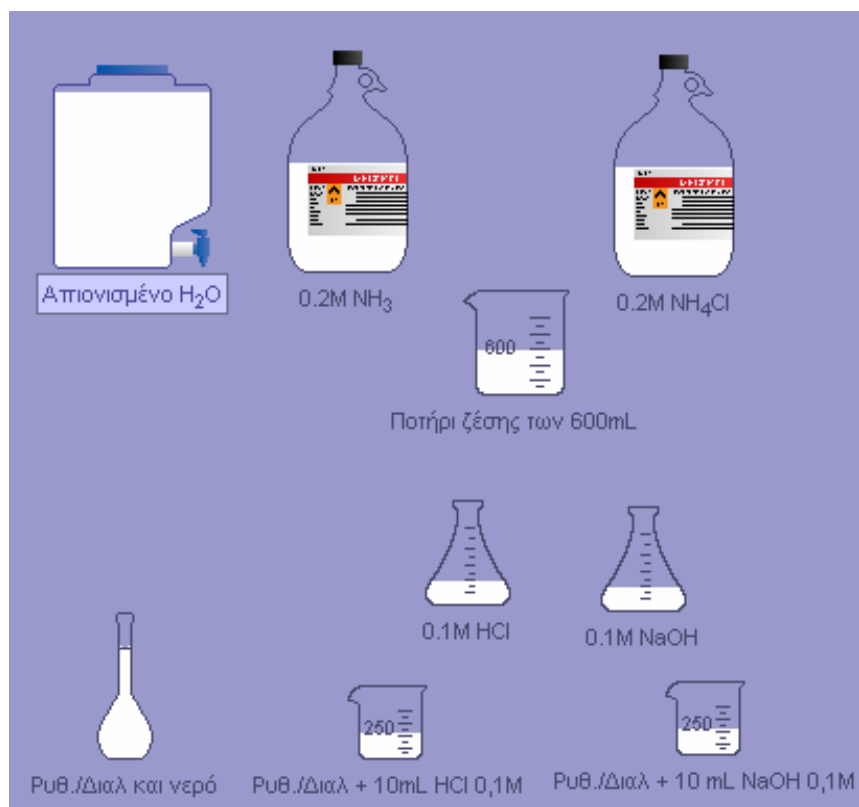 Απιονισμένο H₂O
0.2M NH₃
0.2M NH₄Cl
600
Ποτήρι ζέσης των 600mL
0.1M HCl
0.1M NaOH
250
250
Ρυθ./Διαλ και νερό
Ρυθ./Διαλ + 10mL HCl 0,1M
Ρυθ./Διαλ + 10 mL NaOH 0,1M